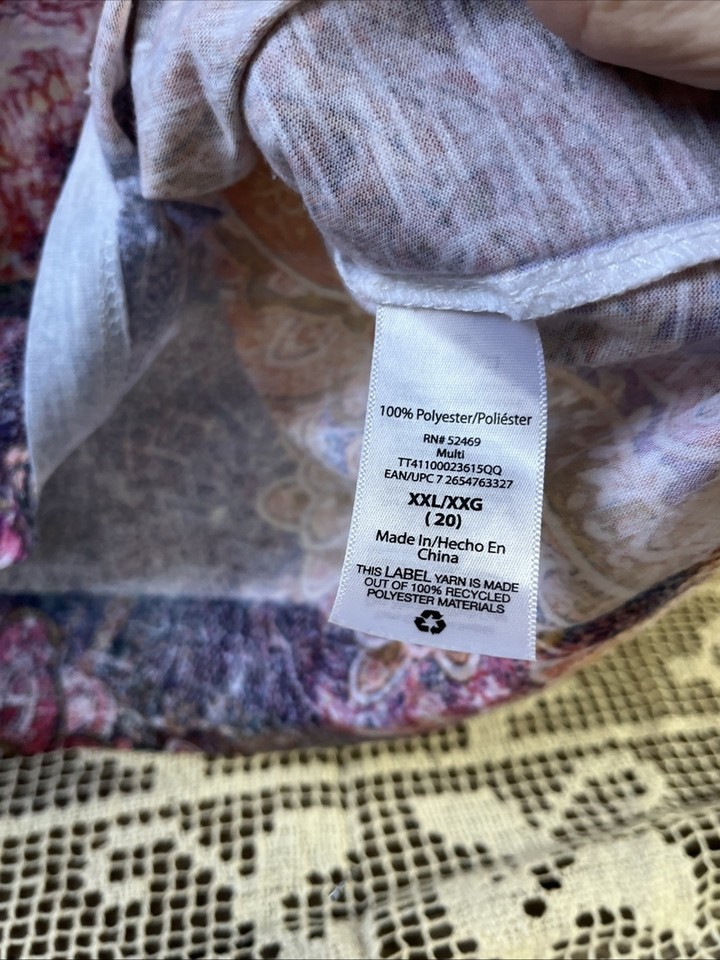 100% Polyester/Poliéster
RN# 52469
Multi
TT41100023615QQ
EAN/UPC 7 2654763327
XXL/XXG
( 20)
Made In/Hecho En
China
THIS LABEL YARN IS MADE
OUT OF 100% RECYCLED
POLYESTER MATERIALS